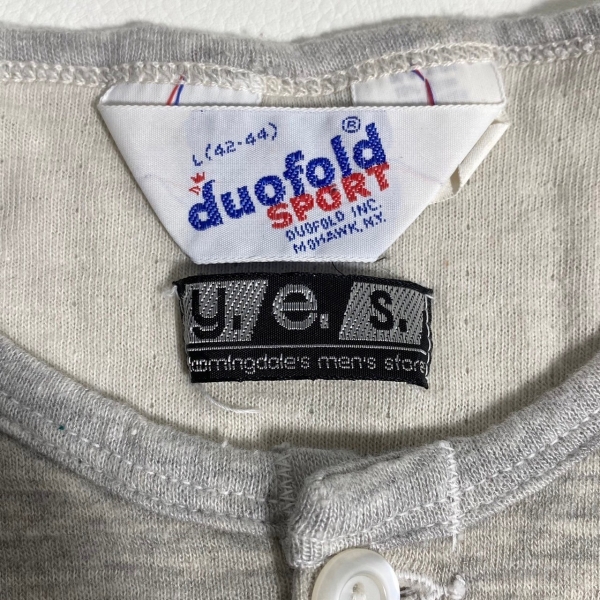 L (42-44)
duofold®
SPORT
DUOFOLD INC.
MOHAWK, N.Y.
y. e. s.
bloomingdale's men's store